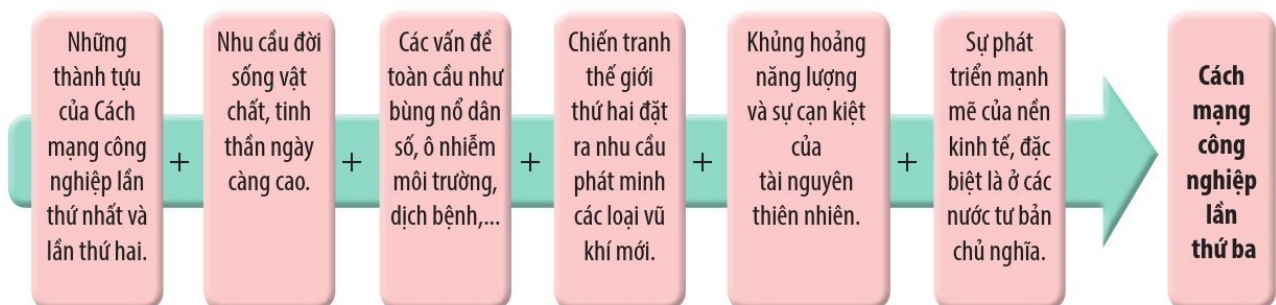 Những
thành tựu
của Cách
mạng công
nghiệp lần
thứ nhất và
lần thứ hai.
+
Nhu cầu đời
sống vật
chất, tinh
thần ngày
càng cao.
+
Các vấn đề
toàn cầu như
bùng nổ dân
số, ô nhiễm
môi trường,
dịch bệnh,...
+
Chiến tranh
thế giới
thứ hai đặt
ra nhu cầu
phát minh
các loại vũ
khí mới.
+
Khủng hoảng
năng lượng
và sự cạn kiệt
của
tài nguyên
thiên nhiên.
+
Sự phát
triển mạnh
mẽ của nền
kinh tế, đặc
biệt là ở các
nước tư bản
chủ nghĩa.
Cách
mạng
công
nghiệp
lần
thứ ba